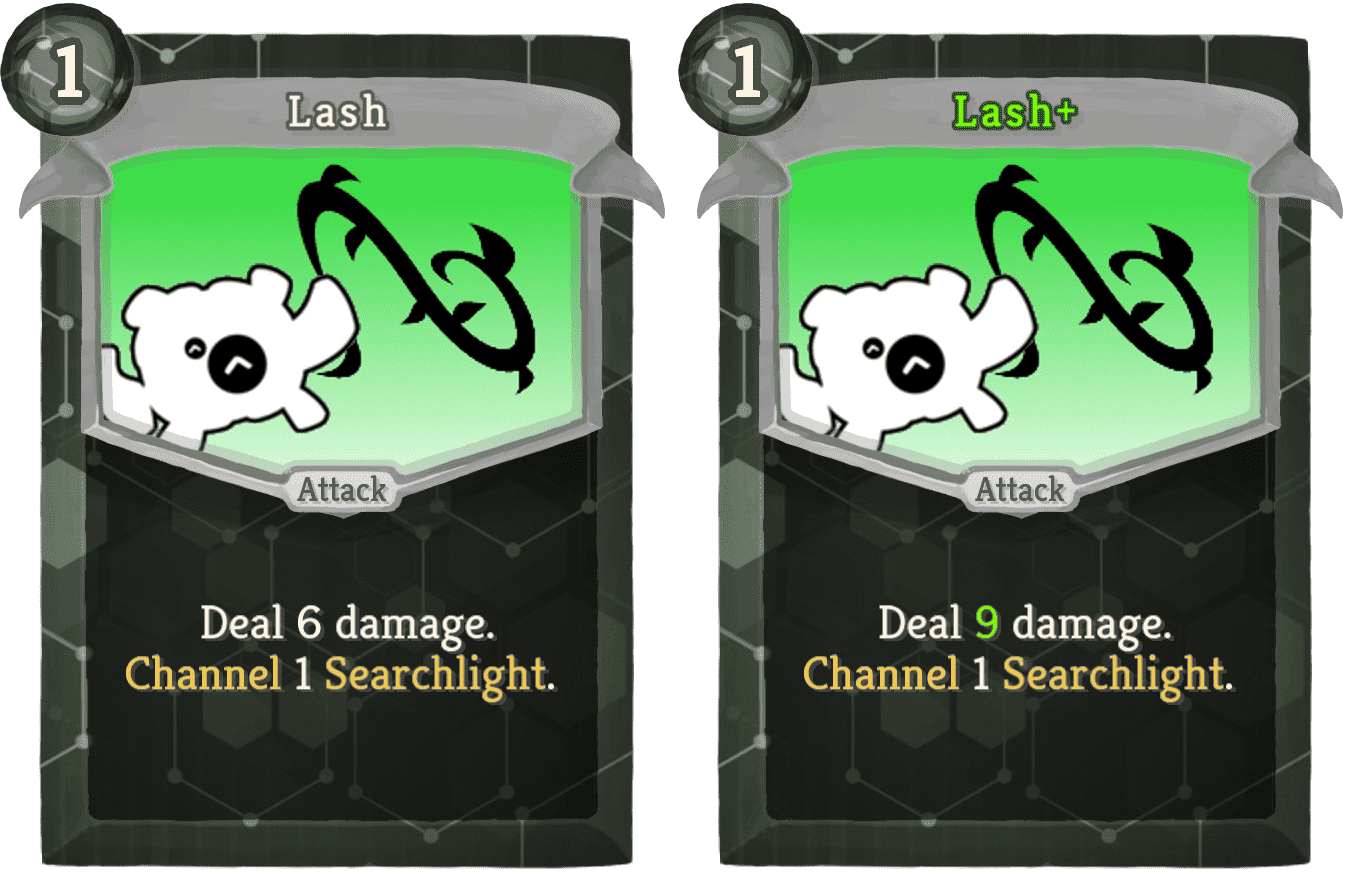 1
Lash
Attack
Deal 6 damage.
Channel 1 Searchlight.
1
Lash+
Attack
Deal 9 damage.
Channel 1 Searchlight.